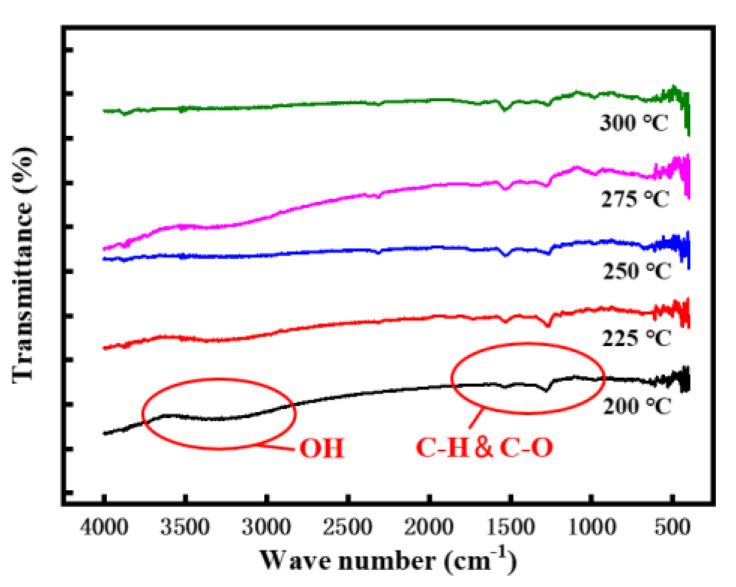 Transmittance (%)
300 ℃
275 ℃
250 ℃
225 ℃
200 ℃
OH
C-H & C-O
4000 3500 3000 2500 2000 1500 1000 500
Wave number (cm⁻¹)